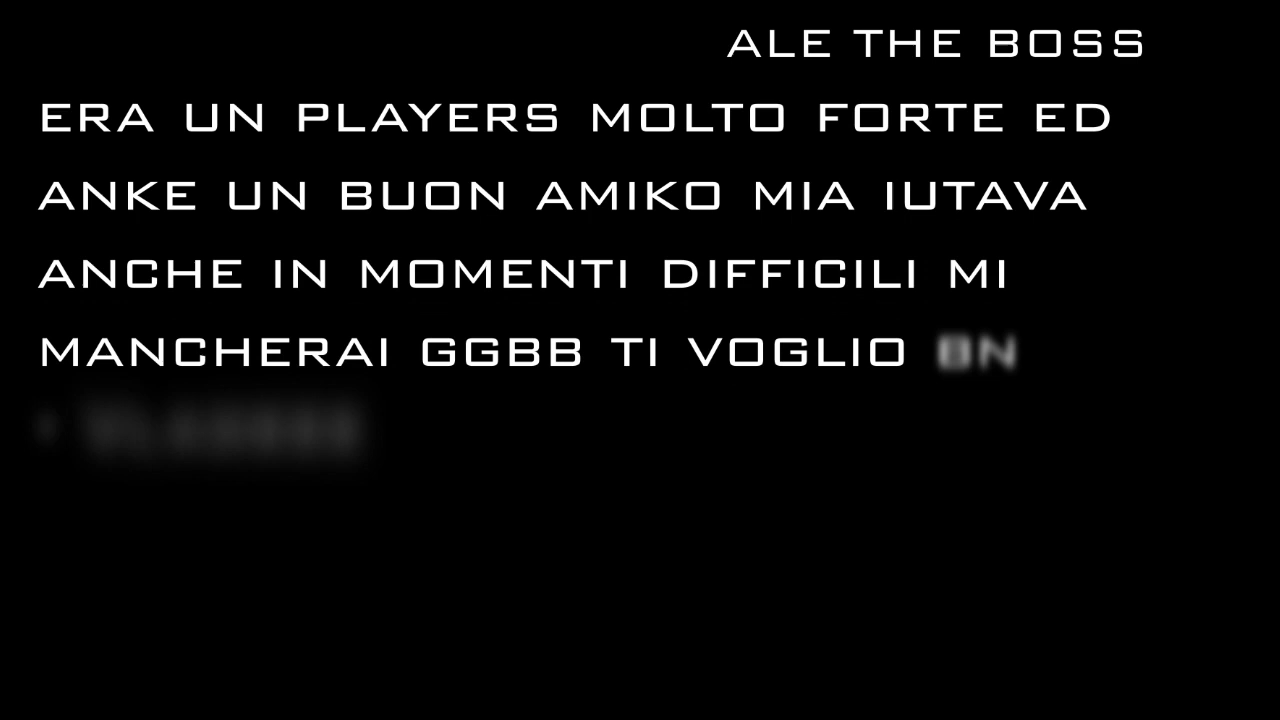 ALE THE BOSS
ERA UN PLAYERS MOLTO FORTE ED
ANKE UN BUON AMIKO MIA IUTAVA
ANCHE IN MOMENTI DIFFICILI MI
MANCHERAI GGBB TI VOGLIO BN